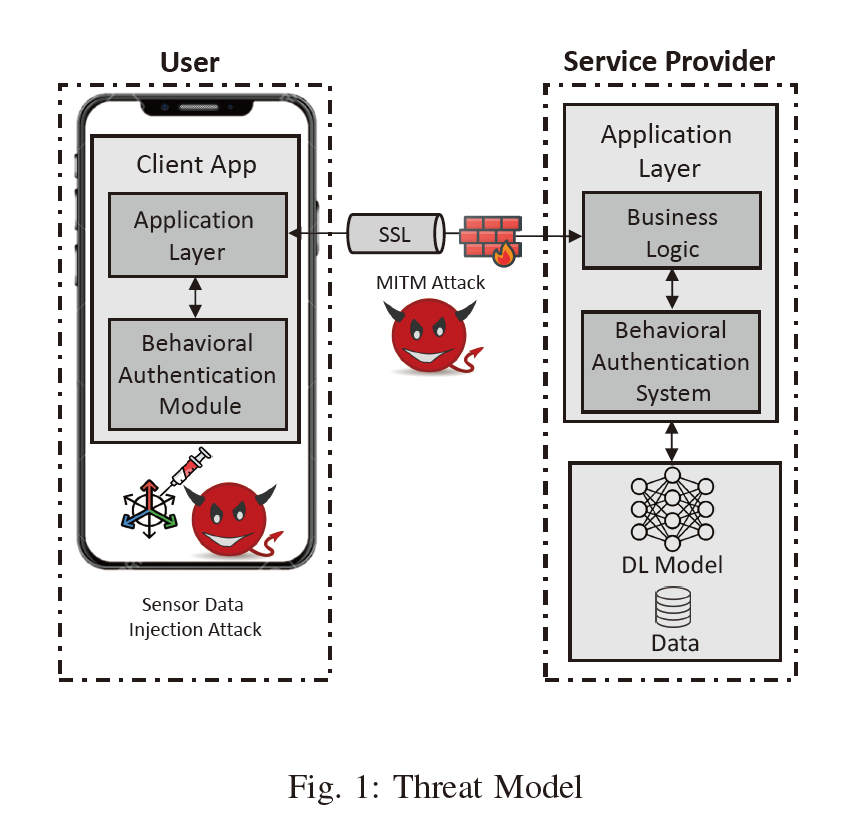 User
Client App
Application
Layer
Behavioral
Authentication
Module
Sensor Data
Injection Attack
SSL
MITM Attack
Service Provider
Application
Layer
Business
Logic
Behavioral
Authentication
System
DL Model
Data
Fig. 1: Threat Model